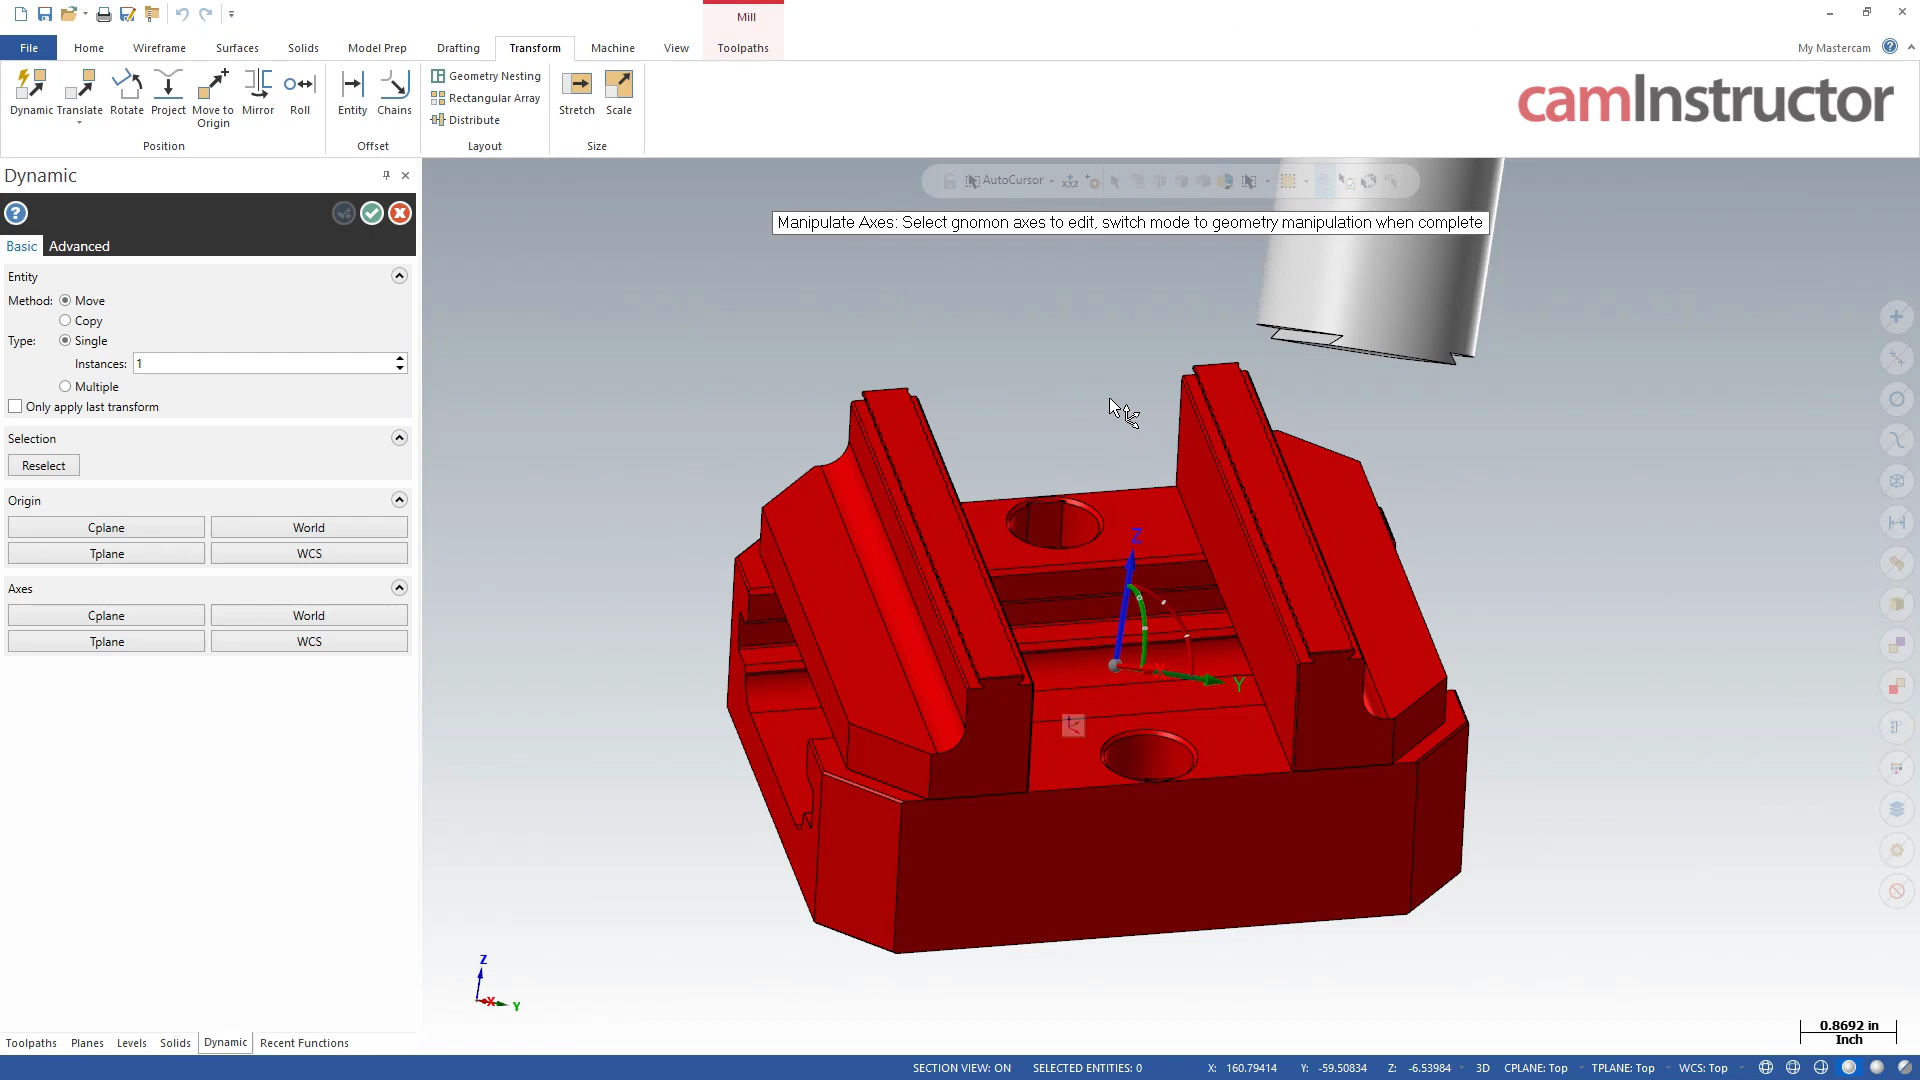 Mill
File Home Wireframe Surfaces Solids Model Prep Drafting Transform Machine View Toolpaths My Mastercam
Dynamic Translate Rotate Project Move to Origin Mirror Roll
Position
Entity Chains
Offset
Geometry Nesting
Rectangular Array
Distribute
Layout
Stretch Scale
Size
camInstructor
Dynamic
Basic Advanced
Entity
Method: Move
Copy
Type: Single
Instances: 1
Multiple
Only apply last transform
Selection
Reselect
Origin
Cplane World
Tplane WCS
Axes
Cplane World
Tplane WCS
AutoCursor
Manipulate Axes: Select gnomon axes to edit, switch mode to geometry manipulation when complete
Z
X Y
Z
X Y
0.8692 in
Inch
Toolpaths Planes Levels Solids Dynamic Recent Functions
SECTION VIEW: ON SELECTED ENTITIES: 0 X: 160.79414 Y: -59.50834 Z: -6.53984 3D CPLANE: Top TPLANE: Top WCS: Top